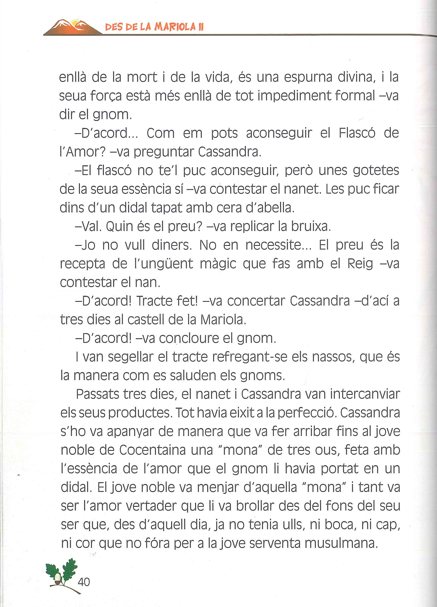 DES DE LA MARIOLA II
enllà de la mort i de la vida, és una espurna divina, i la
seua força està més enllà de tot impediment formal –va
dir el gnom.
–D'acord... Com em pots aconseguir el Flascó de
l'Amor? –va preguntar Cassandra.
–El flascó no te'l puc aconseguir, però unes gotetes
de la seua essència sí –va contestar el nanet. Les puc ficar
dins d'un didal tapat amb cera d'abella.
–Val. Quin és el preu? –va replicar la bruixa.
–Jo no vull diners. No en necessite... El preu és la
recepta de l'ungüent màgic que fas amb el Reig –va
contestar el nan.
–D'acord! Tracte fet! –va concertar Cassandra –d'ací a
tres dies al castell de la Mariola.
–D'acord! –va concloure el gnom.
I van segellar el tracte refregant-se els nassos, que és
la manera com es saluden els gnoms.
Passats tres dies, el nanet i Cassandra van intercanviar
els seus productes. Tot havia eixit a la perfecció. Cassandra
s'ho va apanyar de manera que va fer arribar fins al jove
noble de Cocentaina una "mona" de tres ous, feta amb
l'essència de l'amor que el gnom li havia portat en un
didal. El jove noble va menjar d'aquella "mona" i tant va
ser l'amor vertader que li va brollar des del fons del seu
ser que, des d'aquell dia, ja no tenia ulls, ni boca, ni cap,
ni cor que no fóra per a la jove serventa musulmana.
40